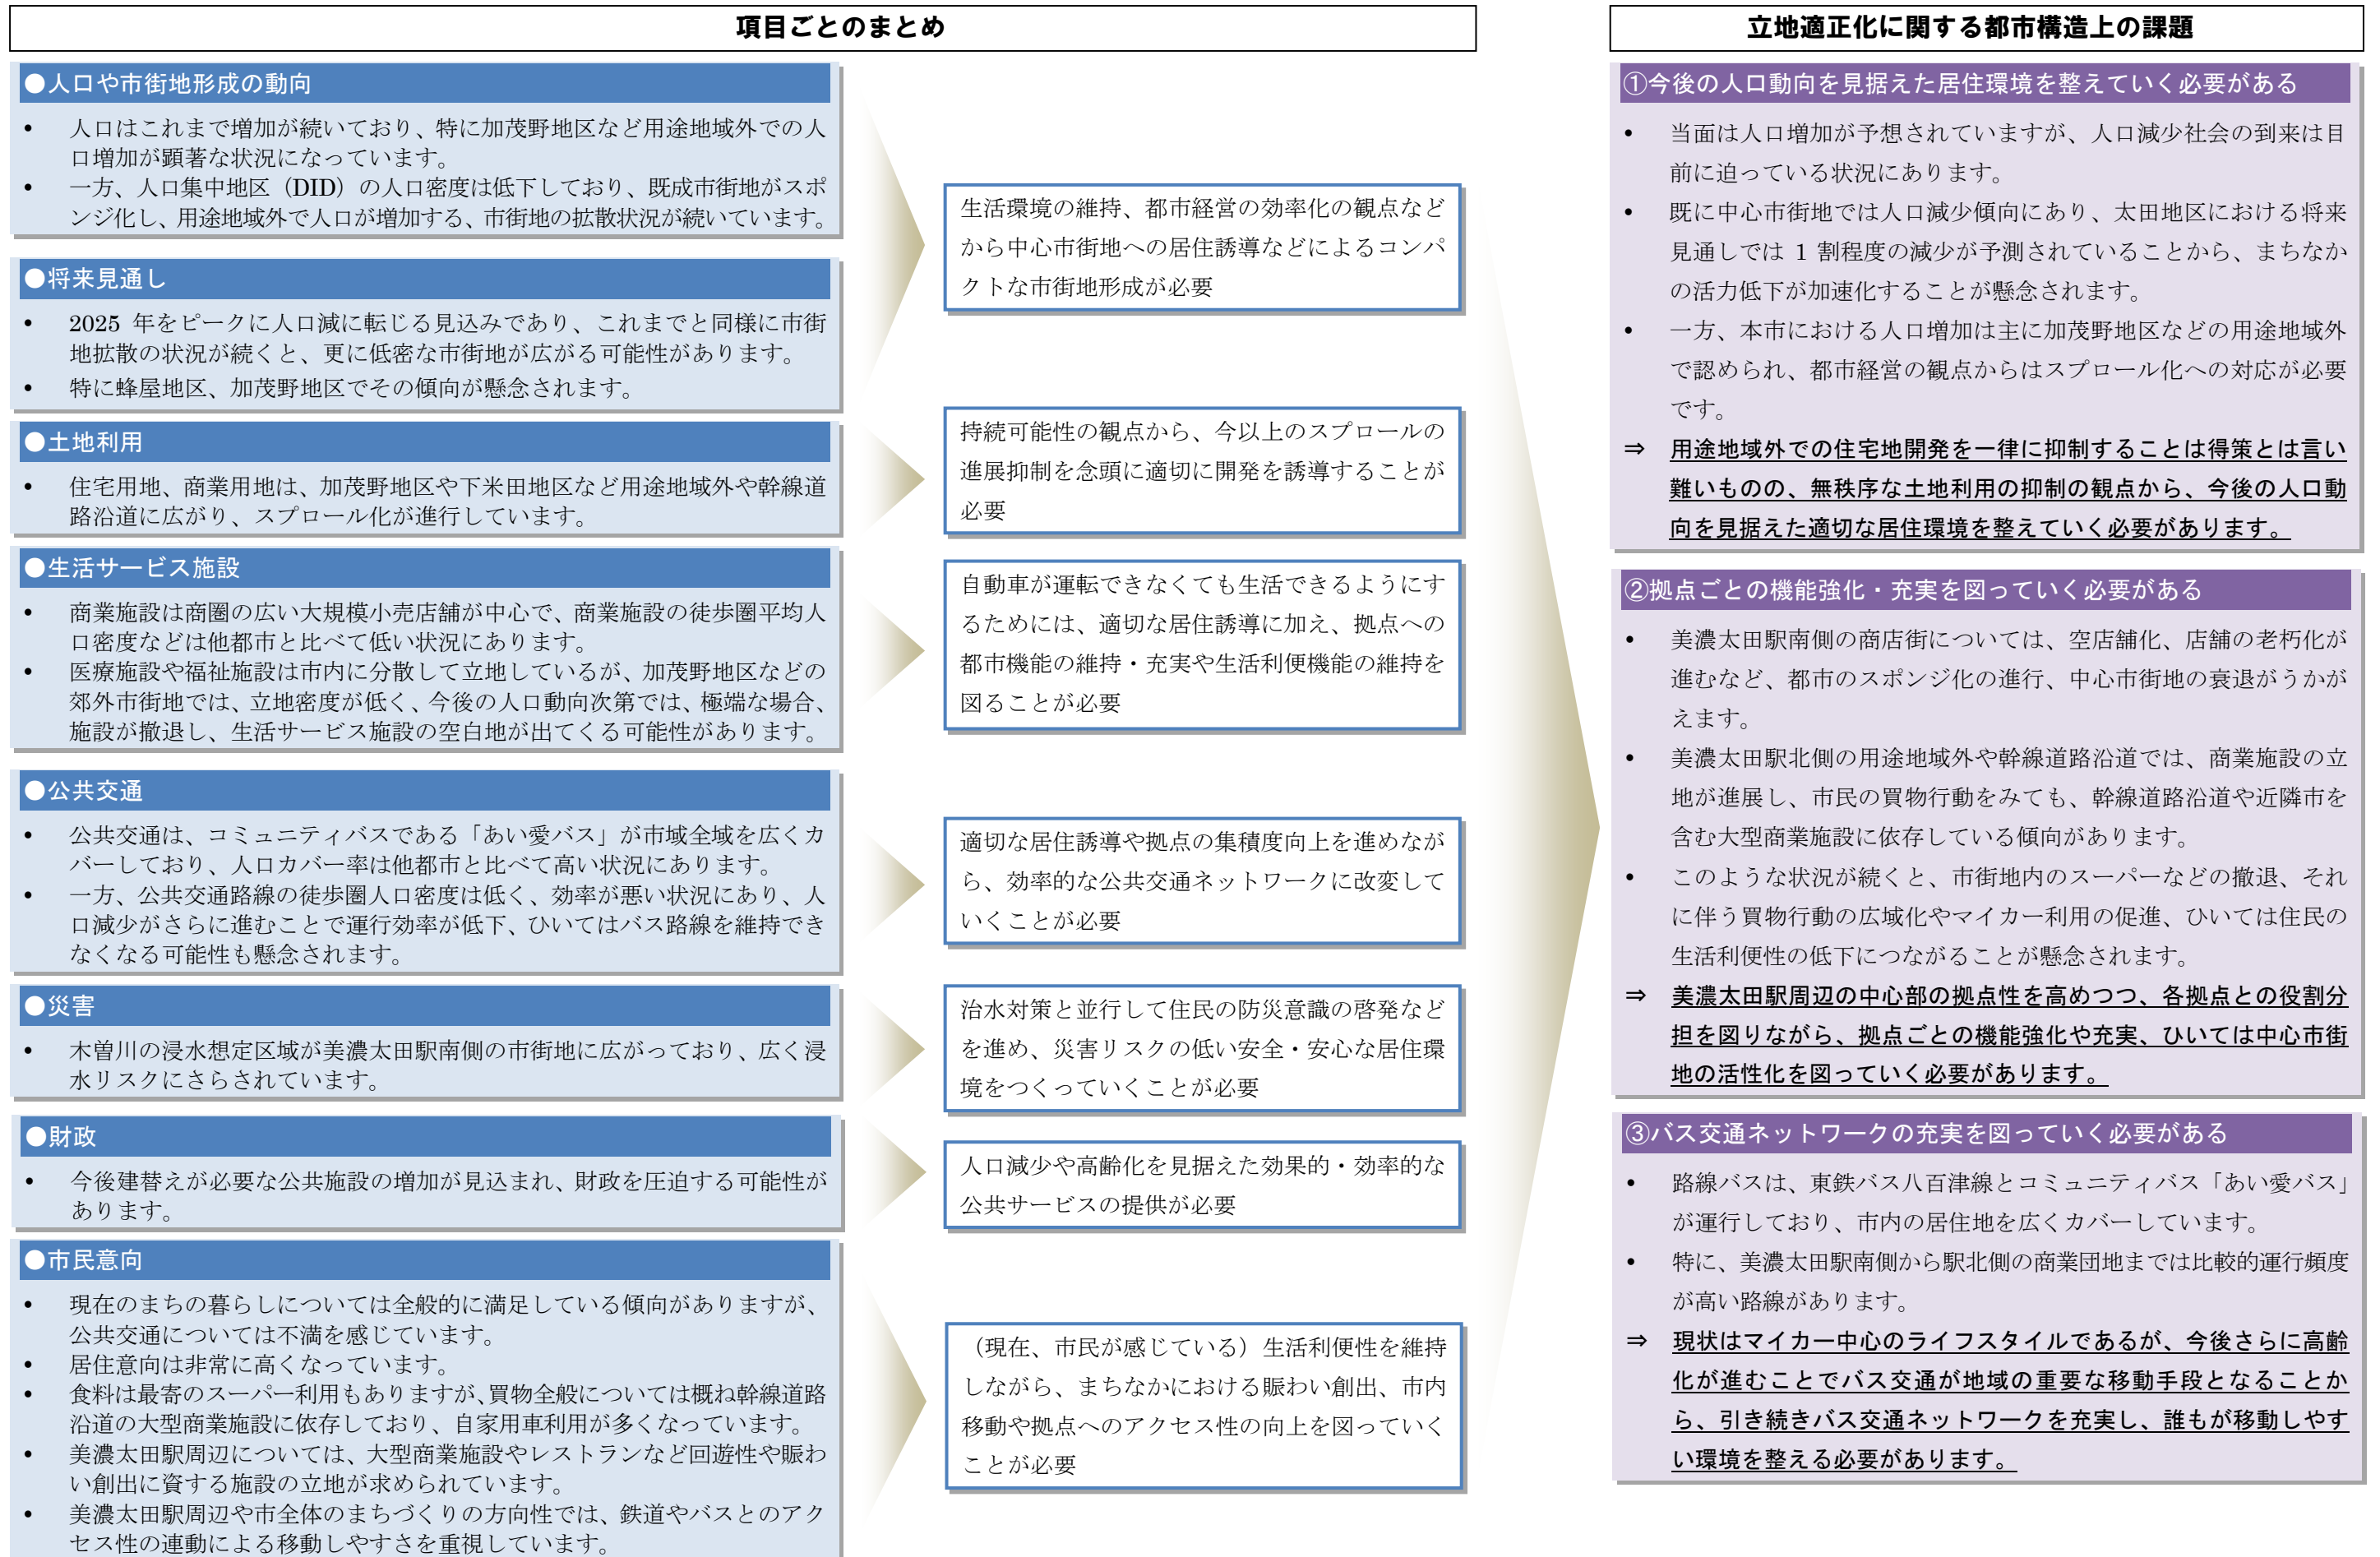 項目ごとのまとめ
●人口や市街地形成の動向
• 人口はこれまで増加が続いており、特に加茂野地区など用途地域外での人
口増加が顕著な状況になっています。
• 一方、人口集中地区（DID）の人口密度は低下しており、既成市街地がスポ
ンジ化し、用途地域外で人口が増加する、市街地の拡散状況が続いています。
●将来見通し
• 2025 年をピークに人口減に転じる見込みであり、これまでと同様に市街
地拡散の状況が続くと、更に低密な市街地が広がる可能性があります。
• 特に蜂屋地区、加茂野地区でその傾向が懸念されます。
●土地利用
• 住宅用地、商業用地は、加茂野地区や下米田地区など用途地域外や幹線道
路沿道に広がり、スプロール化が進行しています。
●生活サービス施設
• 商業施設は商圏の広い大規模小売店舗が中心で、商業施設の徒歩圏平均人
口密度などは他都市と比べて低い状況にあります。
• 医療施設や福祉施設は市内に分散して立地しているが、加茂野地区などの
郊外市街地では、立地密度が低く、今後の人口動向次第では、極端な場合、
施設が撤退し、生活サービス施設の空白地が出てくる可能性があります。
●公共交通
• 公共交通は、コミュニティバスである「あい愛バス」が市域全域を広くカ
バーしており、人口カバー率は他都市と比べて高い状況にあります。
• 一方、公共交通路線の徒歩圏人口密度は低く、効率が悪い状況にあり、人
口減少がさらに進むことで運行効率が低下、ひいてはバス路線を維持でき
なくなる可能性も懸念されます。
●災害
• 木曽川の浸水想定区域が美濃太田駅南側の市街地に広がっており、広く浸
水リスクにさらされています。
●財政
• 今後建替えが必要な公共施設の増加が見込まれ、財政を圧迫する可能性が
あります。
●市民意向
• 現在のまちの暮らしについては全般的に満足している傾向がありますが、
公共交通については不満を感じています。
• 居住意向は非常に高くなっています。
• 食料は最寄のスーパー利用もありますが、買物全般については概ね幹線道路
沿道の大型商業施設に依存しており、自家用車利用が多くなっています。
• 美濃太田駅周辺については、大型商業施設やレストランなど回遊性や賑わ
い創出に資する施設の立地が求められています。
• 美濃太田駅周辺や市全体のまちづくりの方向性では、鉄道やバスとのアク
セス性の連動による移動しやすさを重視しています。
生活環境の維持、都市経営の効率化の観点など
から中心市街地への居住誘導などによるコンパ
クトな市街地形成が必要
持続可能性の観点から、今以上のスプロールの
進展抑制を念頭に適切に開発を誘導することが
必要
自動車が運転できなくても生活できるようにす
るためには、適切な居住誘導に加え、拠点への
都市機能の維持・充実や生活利便機能の維持を
図ることが必要
適切な居住誘導や拠点の集積度向上を進めなが
ら、効率的な公共交通ネットワークに改変して
いくことが必要
治水対策と並行して住民の防災意識の啓発など
を進め、災害リスクの低い安全・安心な居住環
境をつくっていくことが必要
人口減少や高齢化を見据えた効果的・効率的な
公共サービスの提供が必要
（現在、市民が感じている）生活利便性を維持
しながら、まちなかにおける賑わい創出、市内
移動や拠点へのアクセス性の向上を図っていく
ことが必要
立地適正化に関する都市構造上の課題
①今後の人口動向を見据えた居住環境を整えていく必要がある
• 当面は人口増加が予想されていますが、人口減少社会の到来は目
前に迫っている状況にあります。
• 既に中心市街地では人口減少傾向にあり、太田地区における将来
見通しでは 1 割程度の減少が予測されていることから、まちなか
の活力低下が加速化することが懸念されます。
• 一方、本市における人口増加は主に加茂野地区などの用途地域外
で認められ、都市経営の観点からはスプロール化への対応が必要
です。
⇒ 用途地域外での住宅地開発を一律に抑制することは得策とは言い
難いものの、無秩序な土地利用の抑制の観点から、今後の人口動
向を見据えた適切な居住環境を整えていく必要があります。
②拠点ごとの機能強化・充実を図っていく必要がある
• 美濃太田駅南側の商店街については、空店舗化、店舗の老朽化が
進むなど、都市のスポンジ化の進行、中心市街地の衰退がうかが
えます。
• 美濃太田駅北側の用途地域外や幹線道路沿道では、商業施設の立
地が進展し、市民の買物行動をみても、幹線道路沿道や近隣市を
含む大型商業施設に依存している傾向があります。
• このような状況が続くと、市街地内のスーパーなどの撤退、それ
に伴う買物行動の広域化やマイカー利用の促進、ひいては住民の
生活利便性の低下につながることが懸念されます。
⇒ 美濃太田駅周辺の中心部の拠点性を高めつつ、各拠点との役割分
担を図りながら、拠点ごとの機能強化や充実、ひいては中心市街
地の活性化を図っていく必要があります。
③バス交通ネットワークの充実を図っていく必要がある
• 路線バスは、東鉄バス八百津線とコミュニティバス「あい愛バス」
が運行しており、市内の居住地を広くカバーしています。
• 特に、美濃太田駅南側から駅北側の商業団地までは比較的運行頻度
が高い路線があります。
⇒ 現状はマイカー中心のライフスタイルであるが、今後さらに高齢
化が進むことでバス交通が地域の重要な移動手段となることか
ら、引き続きバス交通ネットワークを充実し、誰もが移動しやす
い環境を整える必要があります。